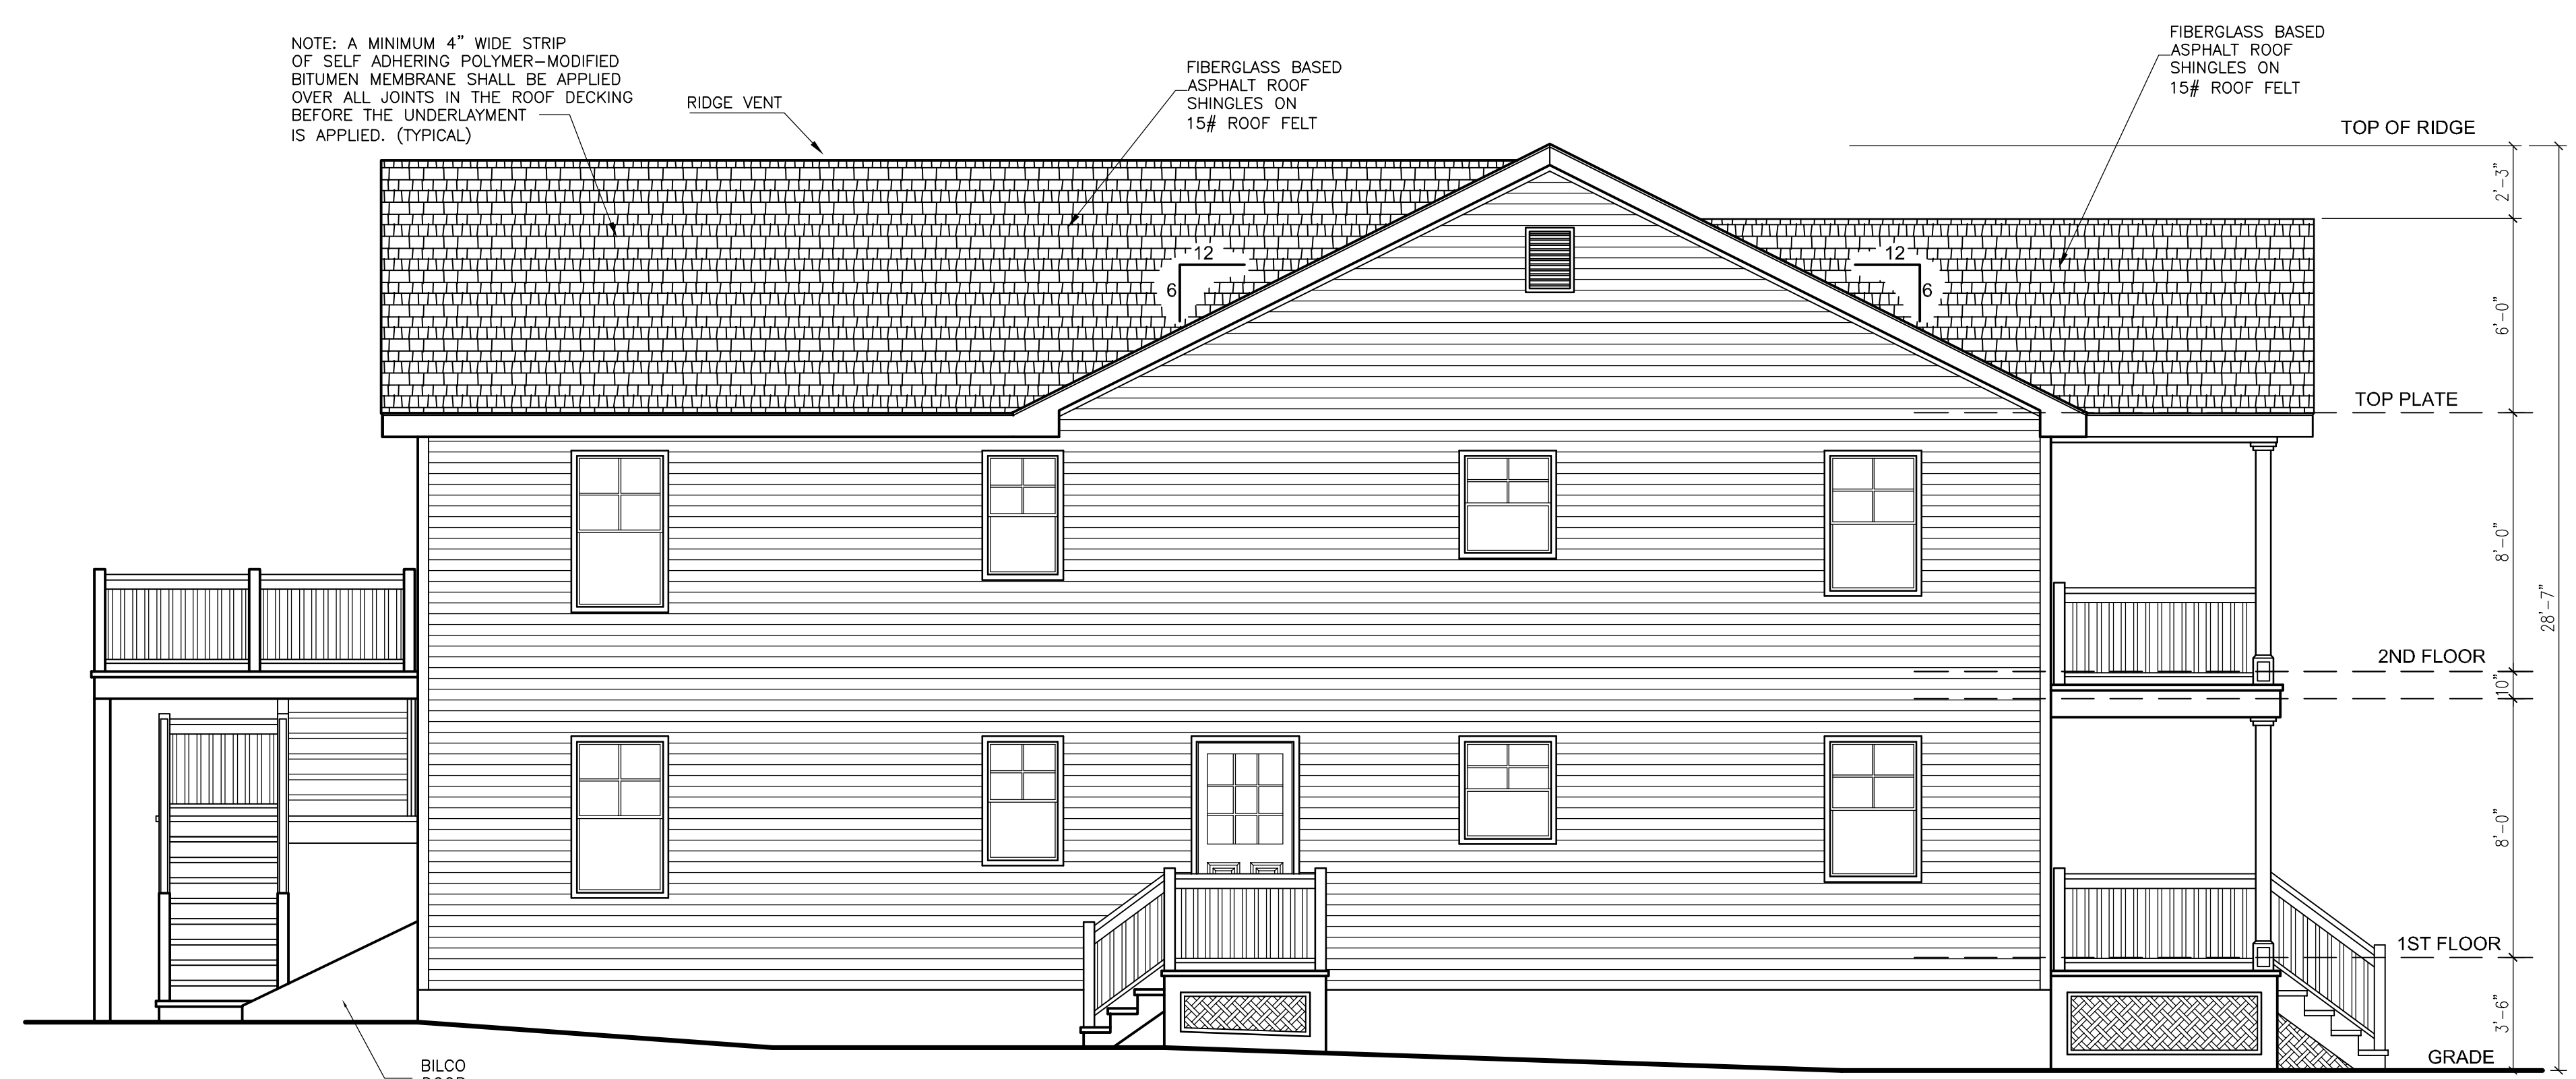 NOTE: A MINIMUM 4" WIDE STRIP
OF SELF ADHERING POLYMER-MODIFIED
BITUMEN MEMBRANE SHALL BE APPLIED
OVER ALL JOINTS IN THE ROOF DECKING
BEFORE THE UNDERLAYMENT
IS APPLIED. (TYPICAL)
RIDGE VENT
FIBERGLASS BASED
ASPHALT ROOF
SHINGLES ON
15# ROOF FELT
FIBERGLASS BASED
ASPHALT ROOF
SHINGLES ON
15# ROOF FELT
TOP OF RIDGE
2'-3"
12
6
12
6
6'-0"
TOP PLATE
8'-0"
28'-7"
2ND FLOOR
10"
8'-0"
1ST FLOOR
3'-6"
GRADE
BILCO